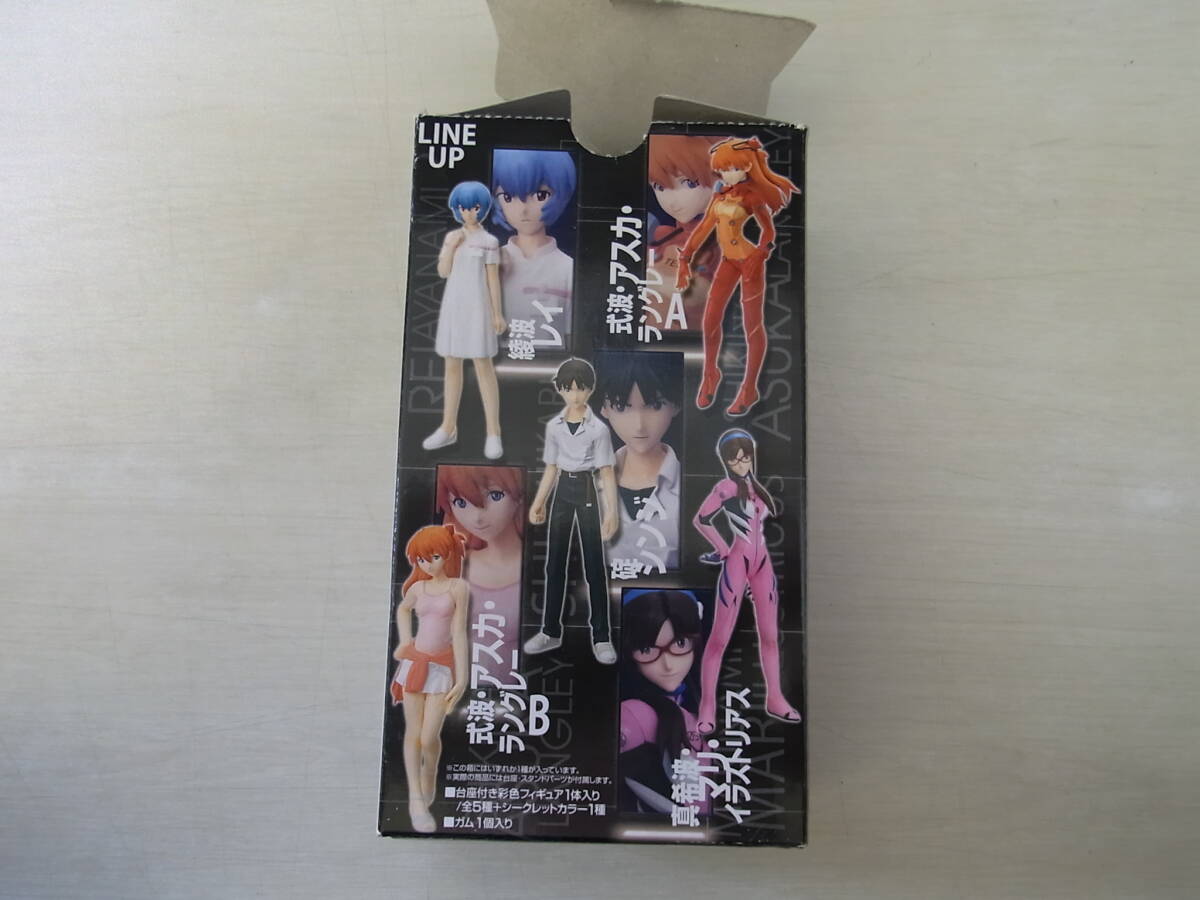 LINE
UP
綾波
レイ
式波・アスカ・
ラングレー
A
碇
シンジ
式波・アスカ・
ラングレー
B
真希波・
マリ・
イラストリアス
REI AYANAMI
※この箱にはいずれか1種が入っています。
※実際の商品には台座・スタンドパーツが付属します。
■台座付き彩色フィギュア1体入り
/全5種+シークレットカラー1種
■ガム1個入り